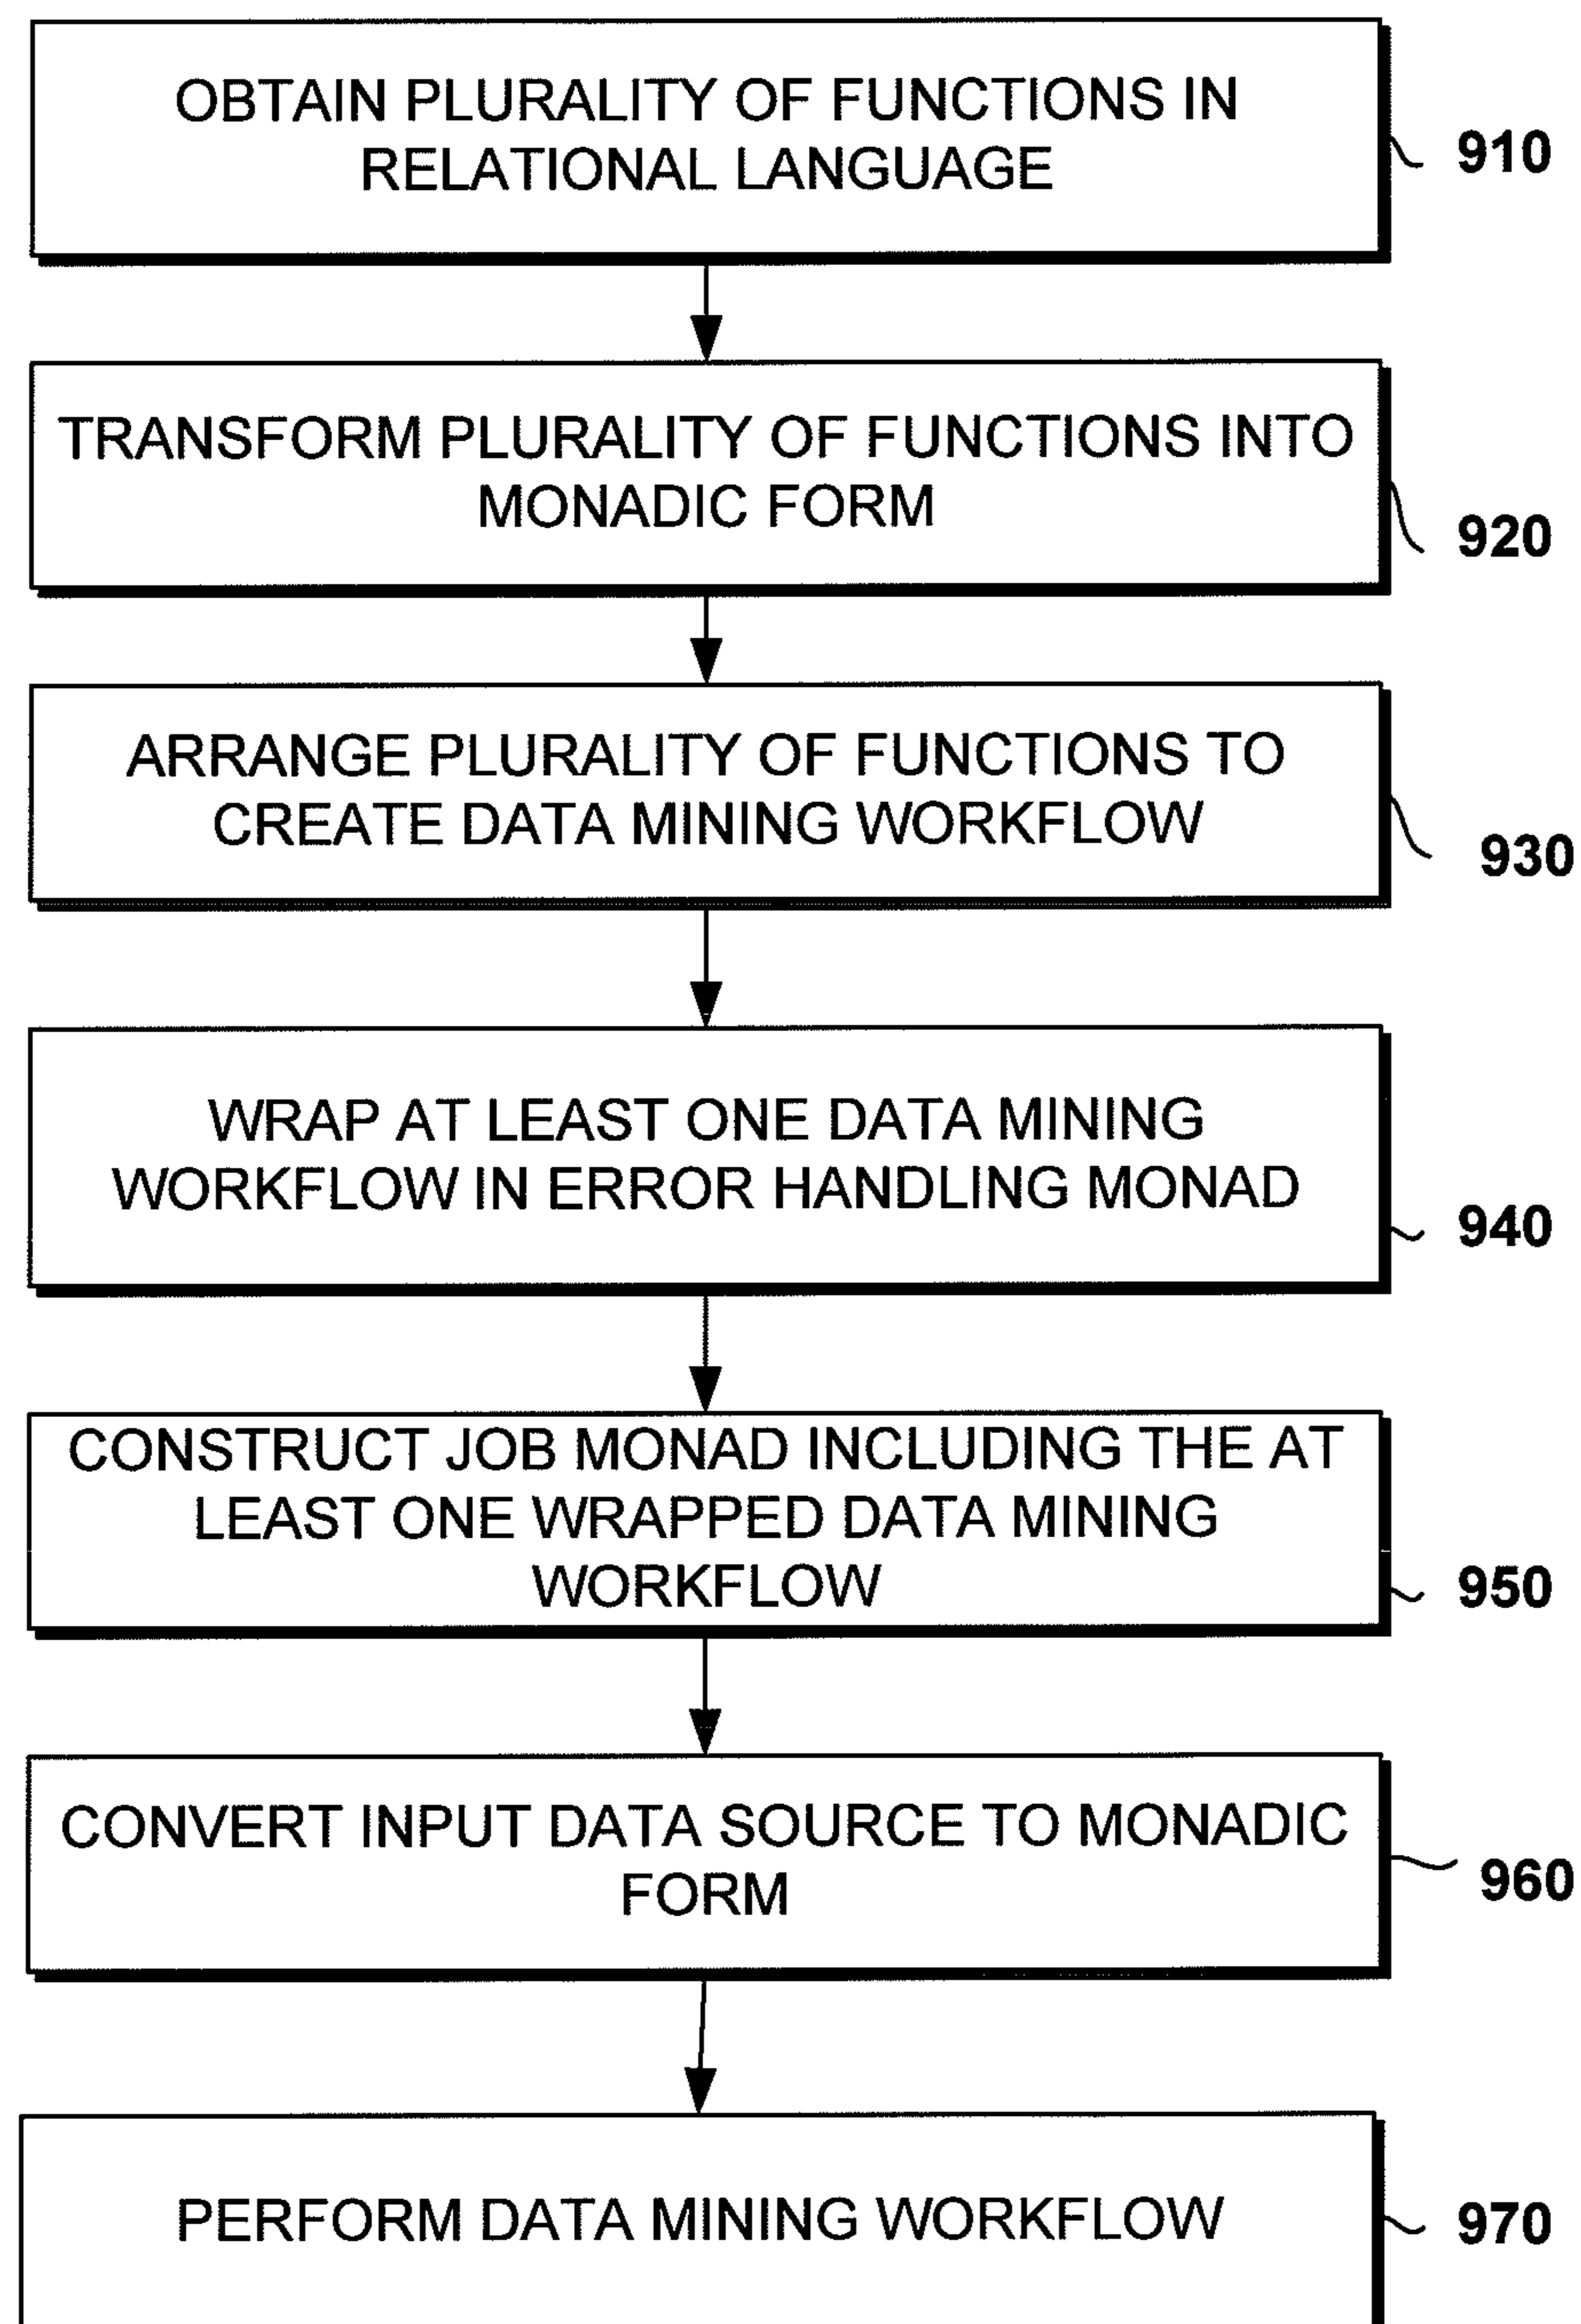 OBTAIN PLURALITY OF FUNCTIONS IN
RELATIONAL LANGUAGE
910
TRANSFORM PLURALITY OF FUNCTIONS INTO
MONADIC FORM
920
ARRANGE PLURALITY OF FUNCTIONS TO
CREATE DATA MINING WORKFLOW
930
WRAP AT LEAST ONE DATA MINING
WORKFLOW IN ERROR HANDLING MONAD
940
CONSTRUCT JOB MONAD INCLUDING THE AT
LEAST ONE WRAPPED DATA MINING
WORKFLOW
950
CONVERT INPUT DATA SOURCE TO MONADIC
FORM
960
PERFORM DATA MINING WORKFLOW
970